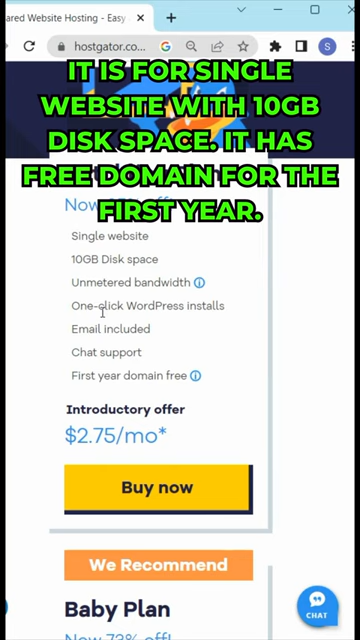 ared Website Hosting - Easy
hostgator.co...
S
IT IS FOR SINGLE
WEBSITE WITH 10GB
DISK SPACE. IT HAS
FREE DOMAIN FOR THE
FIRST YEAR.
Single website
10GB Disk space
Unmetered bandwidth
One-click WordPress installs
Email included
Chat support
First year domain free
Introductory offer
$2.75/mo*
Buy now
We Recommend
Baby Plan
Now 73% off!
CHAT